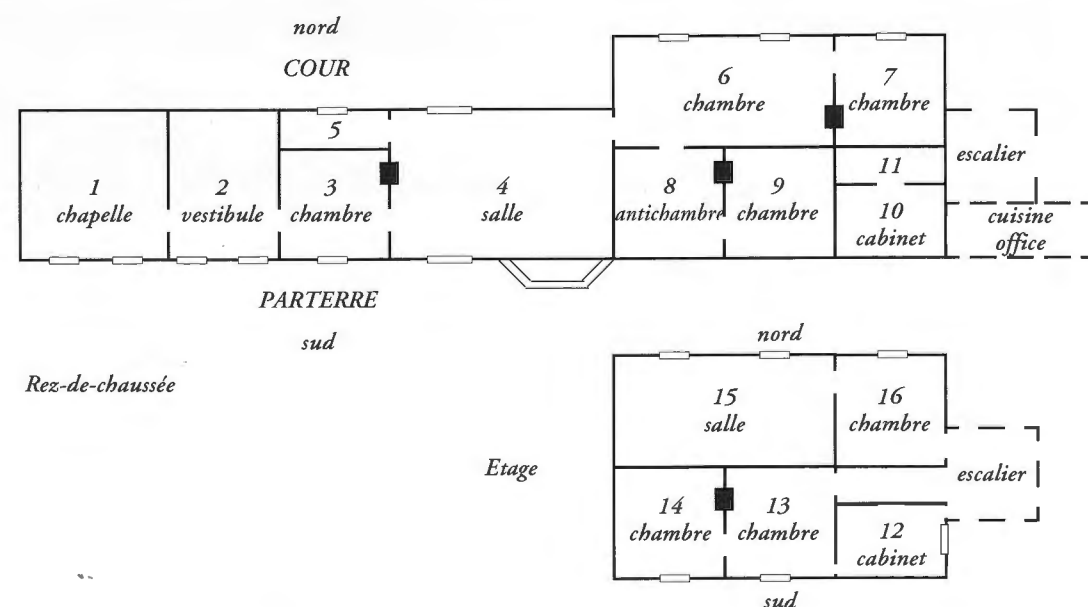 nord
COUR
1
chapelle
2
vestibule
5
3
chambre
4
salle
6
chambre
7
chambre
8
antichambre
9
chambre
11
10
cabinet
escalier
cuisine
office
PARTERRE
sud
Rez-de-chaussée
Etage
nord
15
salle
16
chambre
14
chambre
13
chambre
12
cabinet
escalier
sud